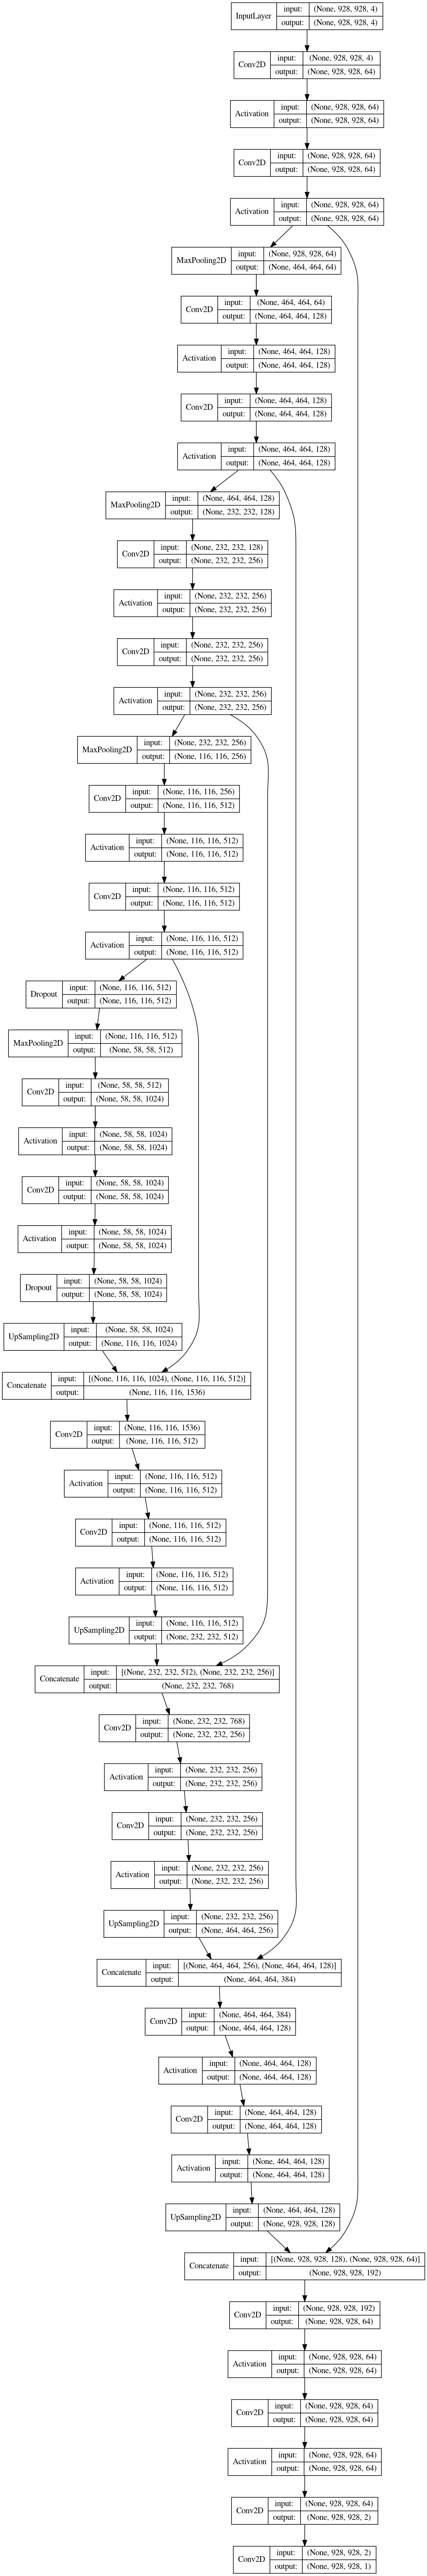 InputLayer input: (None, 928, 928, 4)
output: (None, 928, 928, 4)
Conv2D input: (None, 928, 928, 4)
output: (None, 928, 928, 64)
Activation input: (None, 928, 928, 64)
output: (None, 928, 928, 64)
Conv2D input: (None, 928, 928, 64)
output: (None, 928, 928, 64)
Activation input: (None, 928, 928, 64)
output: (None, 928, 928, 64)
MaxPooling2D input: (None, 928, 928, 64)
output: (None, 464, 464, 64)
Conv2D input: (None, 464, 464, 64)
output: (None, 464, 464, 128)
Activation input: (None, 464, 464, 128)
output: (None, 464, 464, 128)
Conv2D input: (None, 464, 464, 128)
output: (None, 464, 464, 128)
Activation input: (None, 464, 464, 128)
output: (None, 464, 464, 128)
MaxPooling2D input: (None, 464, 464, 128)
output: (None, 232, 232, 128)
Conv2D input: (None, 232, 232, 128)
output: (None, 232, 232, 256)
Activation input: (None, 232, 232, 256)
output: (None, 232, 232, 256)
Conv2D input: (None, 232, 232, 256)
output: (None, 232, 232, 256)
Activation input: (None, 232, 232, 256)
output: (None, 232, 232, 256)
MaxPooling2D input: (None, 232, 232, 256)
output: (None, 116, 116, 256)
Conv2D input: (None, 116, 116, 256)
output: (None, 116, 116, 512)
Activation input: (None, 116, 116, 512)
output: (None, 116, 116, 512)
Conv2D input: (None, 116, 116, 512)
output: (None, 116, 116, 512)
Activation input: (None, 116, 116, 512)
output: (None, 116, 116, 512)
Dropout input: (None, 116, 116, 512)
output: (None, 116, 116, 512)
MaxPooling2D input: (None, 116, 116, 512)
output: (None, 58, 58, 512)
Conv2D input: (None, 58, 58, 512)
output: (None, 58, 58, 1024)
Activation input: (None, 58, 58, 1024)
output: (None, 58, 58, 1024)
Conv2D input: (None, 58, 58, 1024)
output: (None, 58, 58, 1024)
Activation input: (None, 58, 58, 1024)
output: (None, 58, 58, 1024)
Dropout input: (None, 58, 58, 1024)
output: (None, 58, 58, 1024)
UpSampling2D input: (None, 58, 58, 1024)
output: (None, 116, 116, 1024)
Concatenate input: [(None, 116, 116, 1024), (None, 116, 116, 512)]
output: (None, 116, 116, 1536)
Conv2D input: (None, 116, 116, 1536)
output: (None, 116, 116, 512)
Activation input: (None, 116, 116, 512)
output: (None, 116, 116, 512)
Conv2D input: (None, 116, 116, 512)
output: (None, 116, 116, 512)
Activation input: (None, 116, 116, 512)
output: (None, 116, 116, 512)
UpSampling2D input: (None, 116, 116, 512)
output: (None, 232, 232, 512)
Concatenate input: [(None, 232, 232, 512), (None, 232, 232, 256)]
output: (None, 232, 232, 768)
Conv2D input: (None, 232, 232, 768)
output: (None, 232, 232, 256)
Activation input: (None, 232, 232, 256)
output: (None, 232, 232, 256)
Conv2D input: (None, 232, 232, 256)
output: (None, 232, 232, 256)
Activation input: (None, 232, 232, 256)
output: (None, 232, 232, 256)
UpSampling2D input: (None, 232, 232, 256)
output: (None, 464, 464, 256)
Concatenate input: [(None, 464, 464, 256), (None, 464, 464, 128)]
output: (None, 464, 464, 384)
Conv2D input: (None, 464, 464, 384)
output: (None, 464, 464, 128)
Activation input: (None, 464, 464, 128)
output: (None, 464, 464, 128)
Conv2D input: (None, 464, 464, 128)
output: (None, 464, 464, 128)
Activation input: (None, 464, 464, 128)
output: (None, 464, 464, 128)
UpSampling2D input: (None, 464, 464, 128)
output: (None, 928, 928, 128)
Concatenate input: [(None, 928, 928, 128), (None, 928, 928, 64)]
output: (None, 928, 928, 192)
Conv2D input: (None, 928, 928, 192)
output: (None, 928, 928, 64)
Activation input: (None, 928, 928, 64)
output: (None, 928, 928, 64)
Conv2D input: (None, 928, 928, 64)
output: (None, 928, 928, 64)
Activation input: (None, 928, 928, 64)
output: (None, 928, 928, 64)
Conv2D input: (None, 928, 928, 64)
output: (None, 928, 928, 2)
Conv2D input: (None, 928, 928, 2)
output: (None, 928, 928, 1)